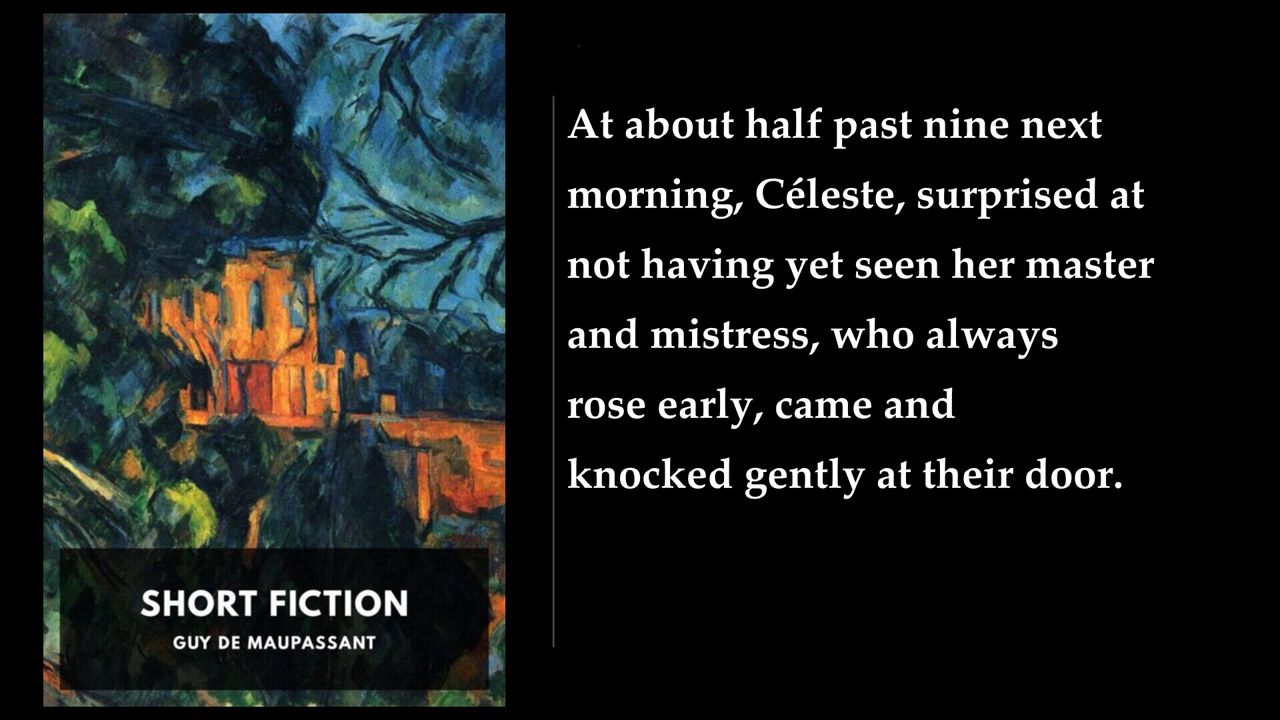 At about half past nine next
morning, Céleste, surprised at
not having yet seen her master
and mistress, who always
rose early, came and
knocked gently at their door.
SHORT FICTION
GUY DE MAUPASSANT